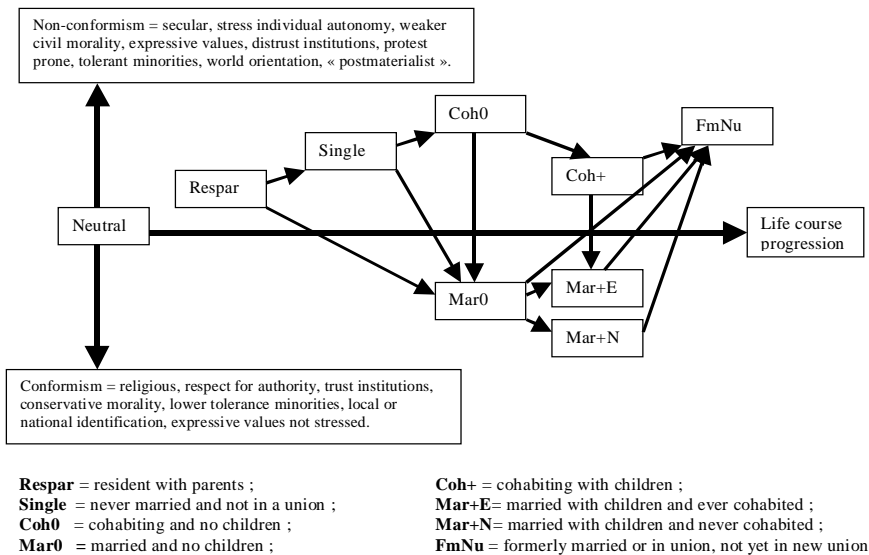 Non-conformism = secular, stress individual autonomy, weaker
civil morality, expressive values, distrust institutions, protest
prone, tolerant minorities, world orientation, « postmaterialist ».
Coh0
FmNu
Single
Coh+
Respar
Neutral
Life course
progression
Mar0
Mar+E
Mar+N
Conformism = religious, respect for authority, trust institutions,
conservative morality, lower tolerance minorities, local or
national identification, expressive values not stressed.
Respar = resident with parents ;
Single = never married and not in a union ;
Coh0 = cohabiting and no children ;
Mar0 = married and no children ;
Coh+ = cohabiting with children ;
Mar+E= married with children and ever cohabited ;
Mar+N= married with children and never cohabited ;
FmNu = formerly married or in union, not yet in new union